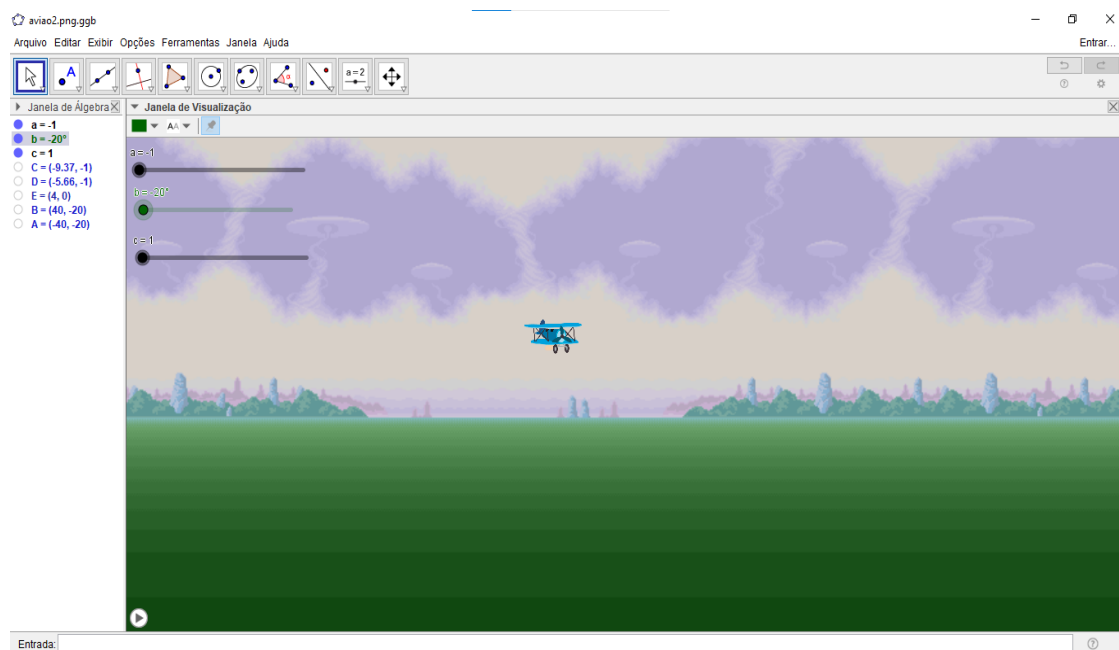 aviao2.png.ggb
Arquivo Editar Exibir Opções Ferramentas Janela Ajuda
Entrar...
A
α
a=2
Janela de Álgebra
Janela de Visualização
AA
a = -1
b = -20°
c = 1
C = (-9.37, -1)
D = (-5.66, -1)
E = (4, 0)
B = (40, -20)
A = (-40, -20)
a = -1
b = -20°
c = 1
Entrada: